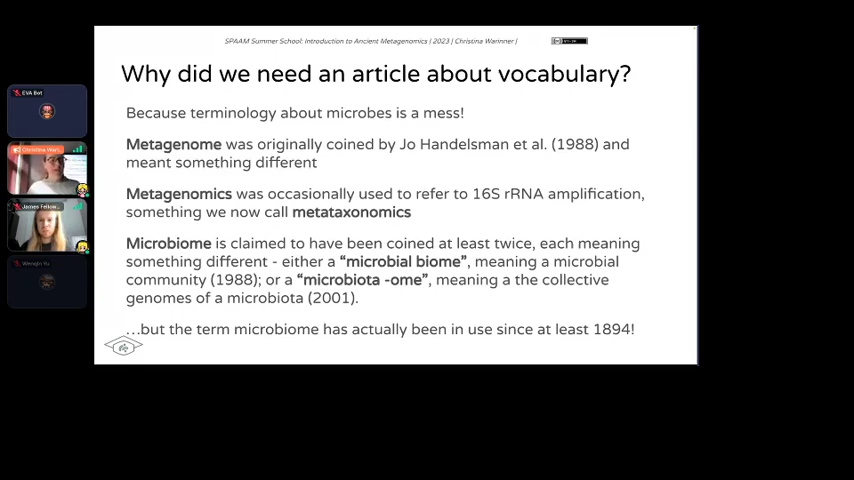 SPAAM Summer School: Introduction to Ancient Metagenomics | 2023 | Christina Warinner |
Why did we need an article about vocabulary?
EVA Bot
Because terminology about microbes is a mess!
Metagenome was originally coined by Jo Handelsman et al. (1988) and
meant something different
Christina Wari...
Metagenomics was occasionally used to refer to 16S rRNA amplification,
something we now call metataxonomics
James Fellow...
Microbiome is claimed to have been coined at least twice, each meaning
something different - either a “microbial biome”, meaning a microbial
community (1988); or a “microbiota -ome”, meaning a the collective
genomes of a microbiota (2001).
...but the term microbiome has actually been in use since at least 1894!